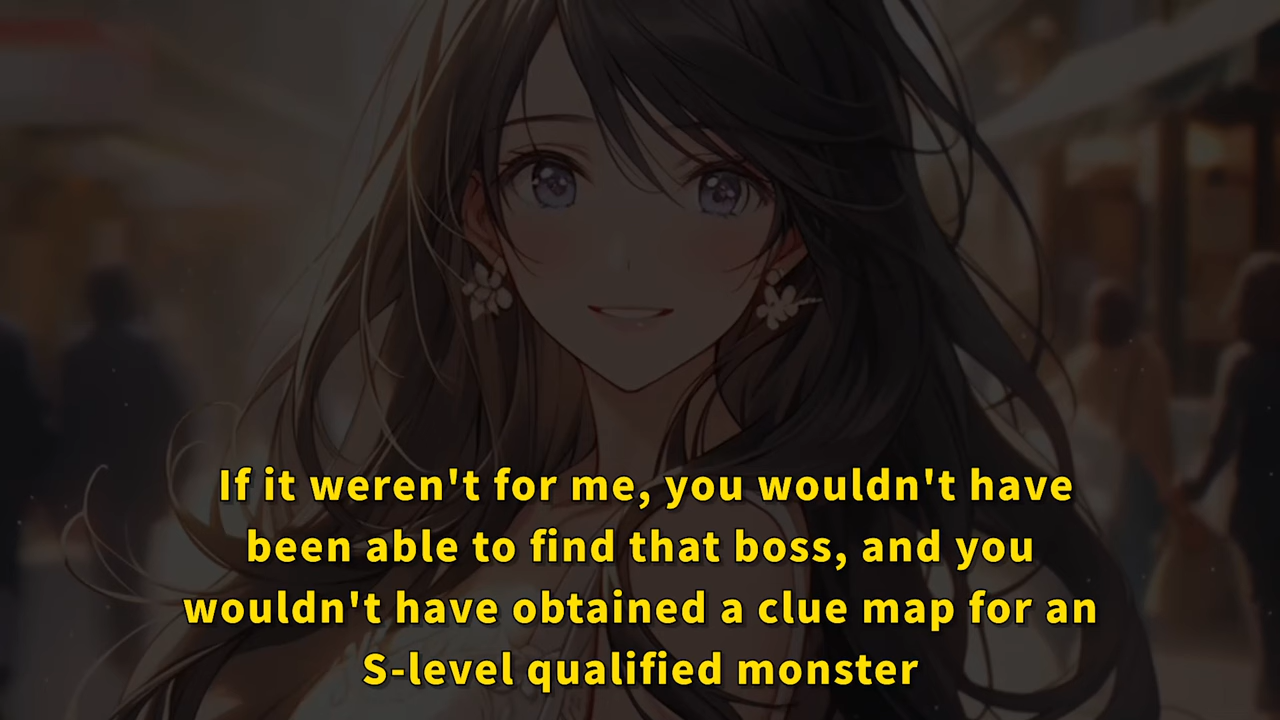 If it weren't for me, you wouldn't have
been able to find that boss, and you
wouldn't have obtained a clue map for an
S-level qualified monster